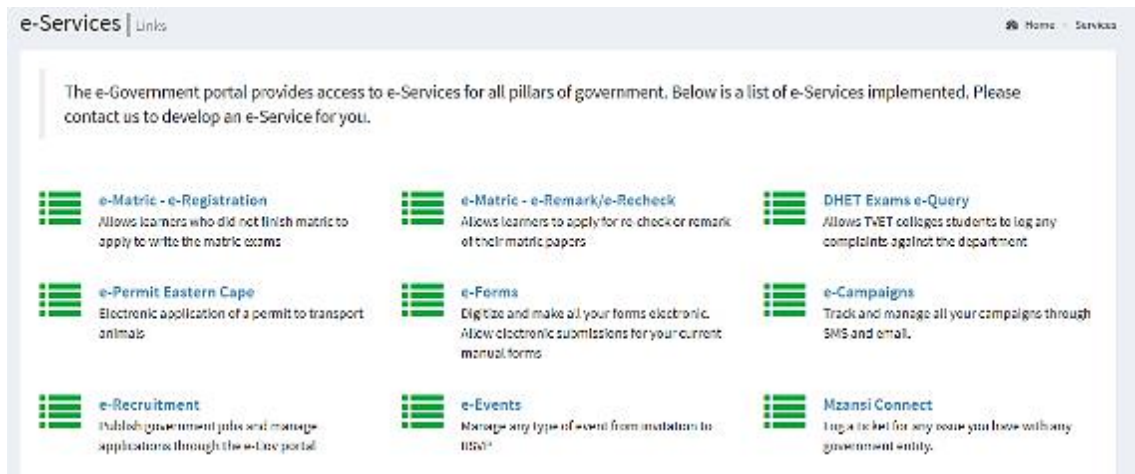 e-Services | Links
Home - Services
The e-Government portal provides access to e-Services for all pillars of government. Below is a list of e-Services implemented. Please
contact us to develop an e-Service for you.
e-Matric - e-Registration
Allows learners who did not finish matric to
apply to write the matric exams
e-Matric - e-Remark/e-Recheck
Allows learners to apply for re-check or remark
of their matric papers
DHET Exams e-Query
Allows TVET colleges students to log any
complaints against the department
e-Permit Eastern Cape
Electronic application of a permit to transport
animals
e-Forms
Digitize and make all your forms electronic.
Allow electronic submissions for your current
manual forms
e-Campaigns
Track and manage all your campaigns through
SMS and email.
e-Recruitment
Publish government jobs and manage
applications through the e-Gov portal
e-Events
Manage any type of event from invitation to
RSVP
Mzansi Connect
Log a ticket for any issue you have with any
government entity.